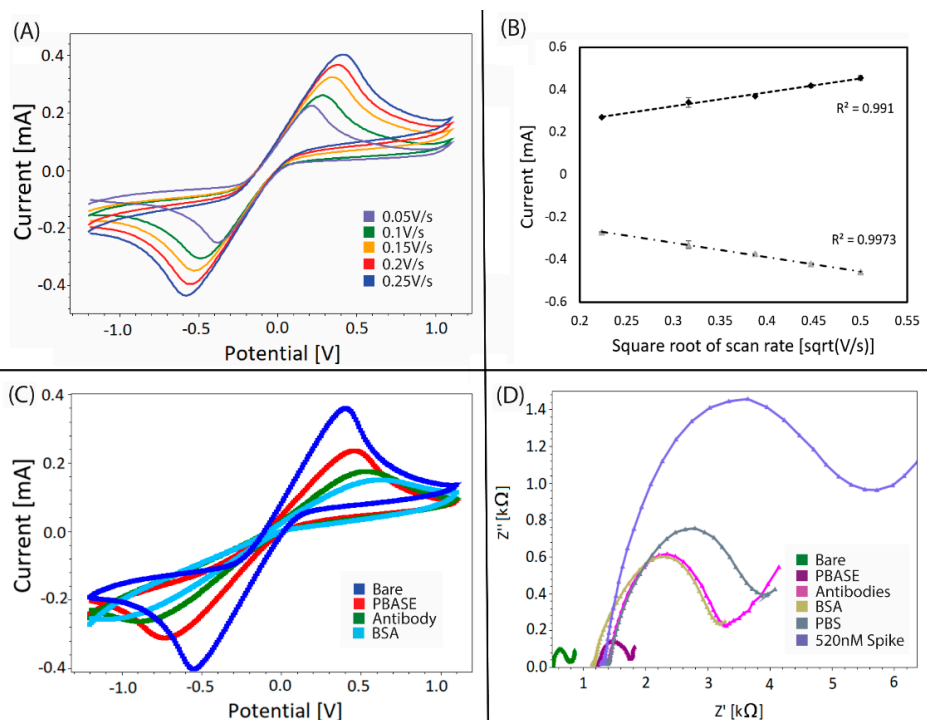 (A)
Current [mA]
0.4
0.2
0.0
-0.2
-0.4
-1.0
-0.5
0.0
0.5
1.0
Potential [V]
0.05V/s
0.1V/s
0.15V/s
0.2V/s
0.25V/s
(B)
Current [mA]
0.6
0.4
0.2
0
-0.2
-0.4
-0.6
R² = 0.991
R² = 0.9973
0.2
0.25
0.3
0.35
0.4
0.45
0.5
0.55
Square root of scan rate [sqrt(V/s)]
(C)
Current [mA]
0.4
0.2
0.0
-0.2
-0.4
-1.0
-0.5
0.0
0.5
1.0
Potential [V]
Bare
PBASE
Antibody
BSA
(D)
Z'' [kΩ]
1.4
1.2
1.0
0.8
0.6
0.4
0.2
0.0
1
2
3
4
5
6
Z' [kΩ]
Bare
PBASE
Antibodies
BSA
PBS
520nM Spike